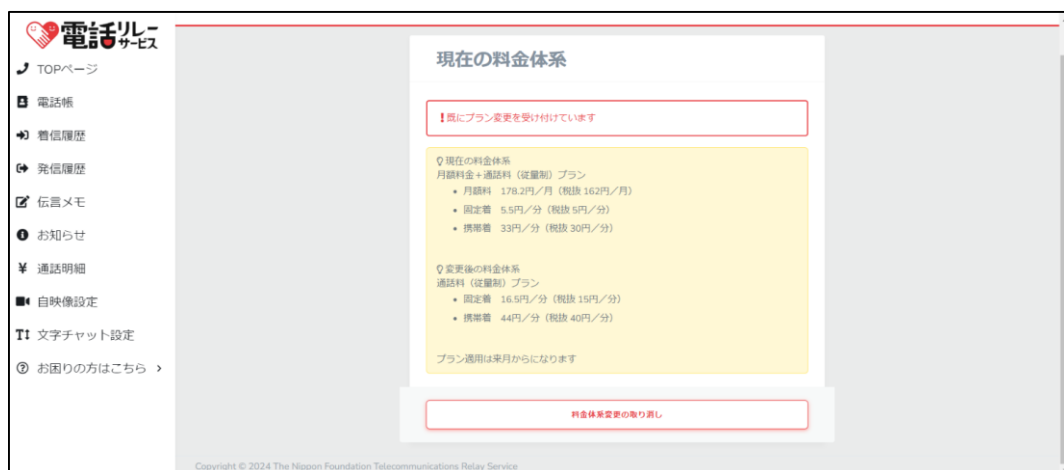 電話リレーサービス
TOPページ
電話帳
着信履歴
発信履歴
伝言メモ
お知らせ
通話明細
自映像設定
文字チャット設定
お困りの方はこちら
現在の料金体系
既にプラン変更を受け付けています
現在の料金体系
月額料金+通話料(従量制)プラン
月額料 178.2円/月(税抜 162円/月)
固定着 5.5円/分(税抜 5円/分)
携帯着 33円/分(税抜 30円/分)
変更後の料金体系
通話料(従量制)プラン
固定着 16.5円/分(税抜 15円/分)
携帯着 44円/分(税抜 40円/分)
プラン適用は来月からになります
料金体系変更の取り消し
Copyright © 2024 The Nippon Foundation Telecommunications Relay Service